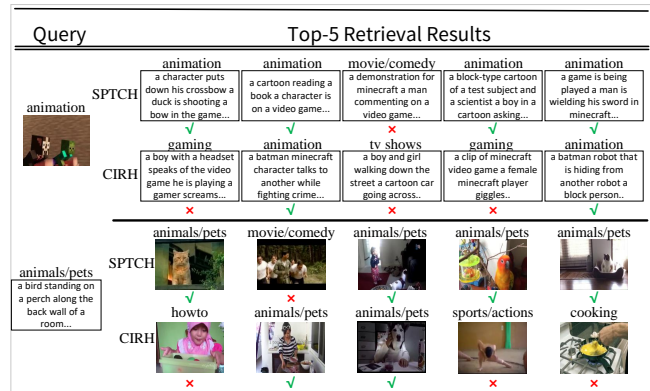 Query
Top-5 Retrieval Results
animation
animation
movie/comedy
animation
animation
SPTCH
a character puts
down his crossbow a
duck is shooting a
bow in the game...
a cartoon reading a
book a character is
on a video game...
a demonstration for
minecraft a man
commenting on a
video game...
a block-type cartoon
of a test subject and
a scientist a boy in a
cartoon asking...
a game is being
played a man is
wielding his sword in
minecraft...
√
√
×
√
√
animation
gaming
animation
tv shows
gaming
animation
CIRH
a boy with a headset
speaks of the video
game he is playing a
gamer screams...
a batman minecraft
character talks to
another while
fighting crime...
a boy and girl
walking down the
street a cartoon car
going across..
a clip of minecraft
video game a female
minecraft player
giggles..
a batman robot that
is hiding from
another robot a
block person..
×
√
×
×
√
animals/pets
a bird standing on
a perch along the
back wall of a
room...
animals/pets
movie/comedy
animals/pets
animals/pets
animals/pets
SPTCH
√
×
√
√
√
howto
animals/pets
animals/pets
sports/actions
cooking
CIRH
×
√
√
×
×